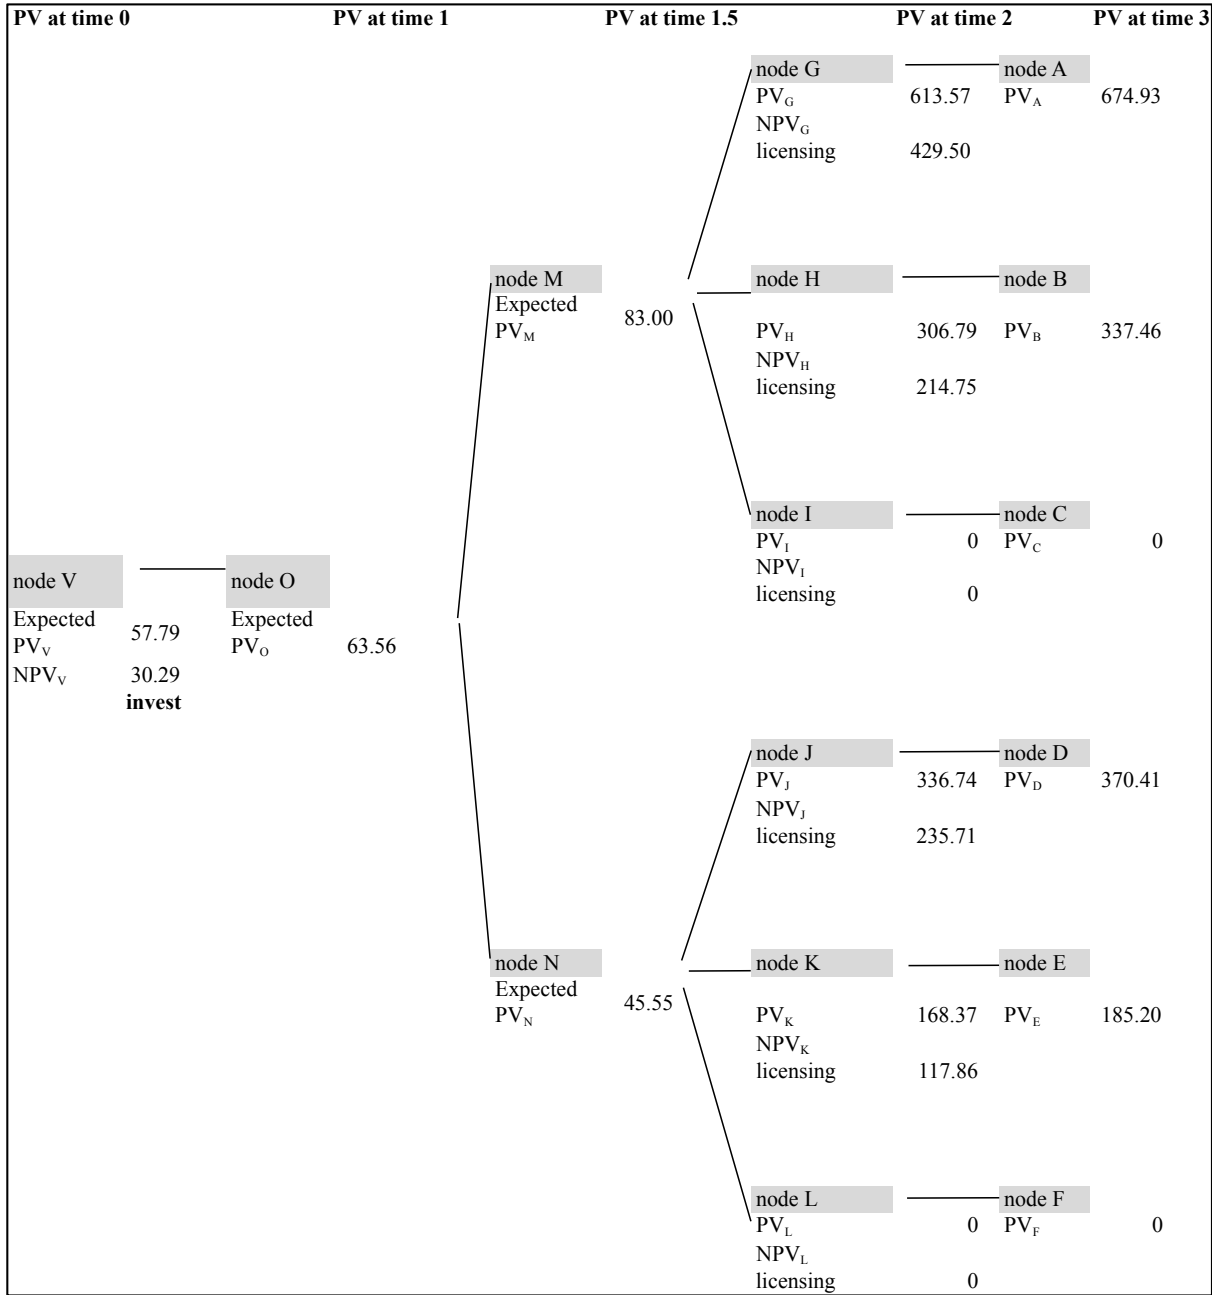 PV at time 0 PV at time 1 PV at time 1.5 PV at time 2 PV at time 3
node G node A
PV_G 613.57 PV_A 674.93
NPV_G
licensing 429.50
node M node H node B
Expected
PV_M 83.00
PV_H 306.79 PV_B 337.46
NPV_H
licensing 214.75
node I node C
PV_I 0 PV_C 0
NPV_I
licensing 0
node V node O
Expected Expected
PV_V 57.79 PV_O 63.56
NPV_V 30.29
invest
node J node D
PV_J 336.74 PV_D 370.41
NPV_J
licensing 235.71
node N node K node E
Expected
PV_N 45.55
PV_K 168.37 PV_E 185.20
NPV_K
licensing 117.86
node L node F
PV_L 0 PV_F 0
NPV_L
licensing 0